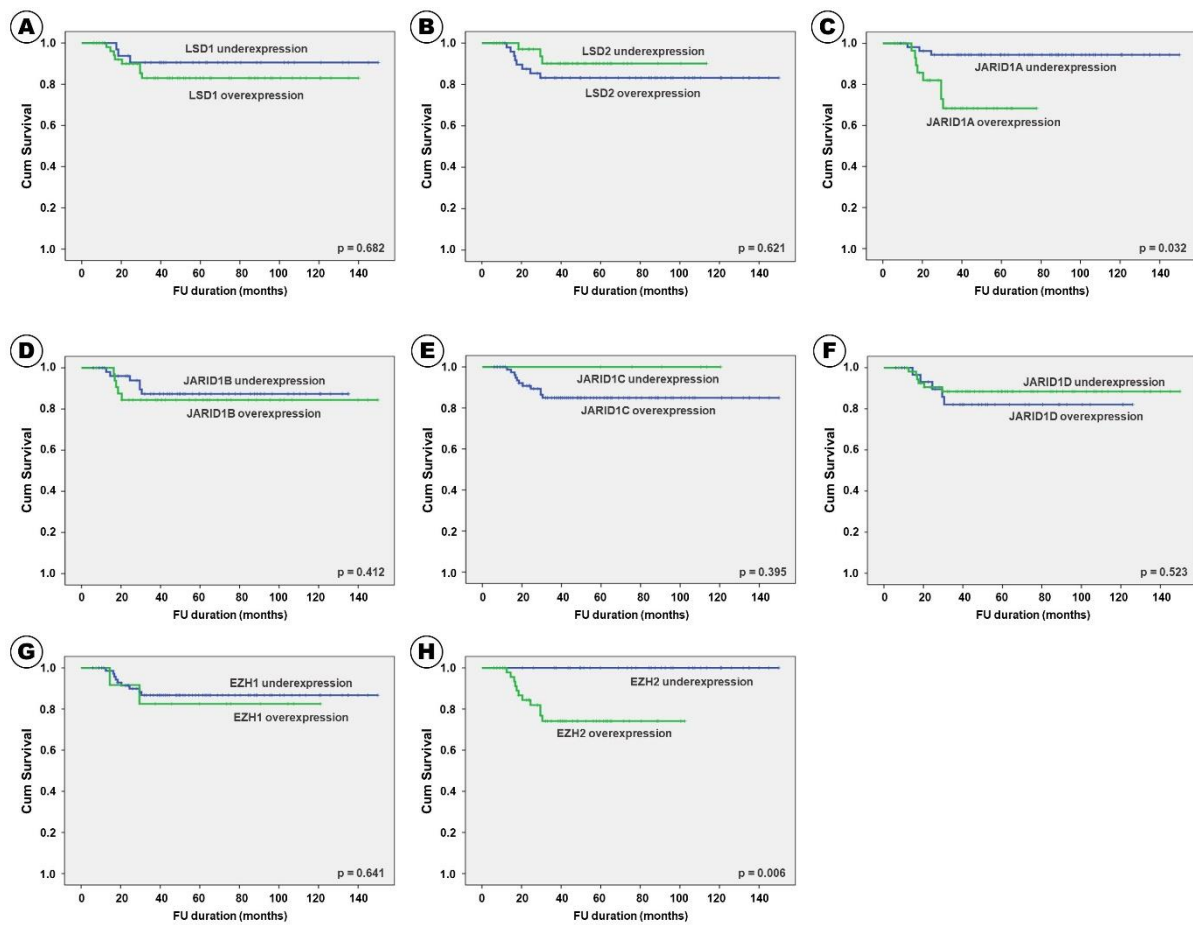 A
Cum Survival
1.0
0.8
0.6
0.4
0.2
1.0
LSD1 underexpression
LSD1 overexpression
p = 0.682
0 20 40 60 80 100 120 140
FU duration (months)
B
Cum Survival
1.0
0.8
0.6
0.4
0.2
1.0
LSD2 underexpression
LSD2 overexpression
p = 0.621
0 20 40 60 80 100 120 140
FU duration (months)
C
Cum Survival
1.0
0.8
0.6
0.4
0.2
1.0
JARID1A underexpression
JARID1A overexpression
p = 0.032
0 20 40 60 80 100 120 140
FU duration (months)
D
Cum Survival
1.0
0.8
0.6
0.4
0.2
1.0
JARID1B underexpression
JARID1B overexpression
p = 0.412
0 20 40 60 80 100 120 140
FU duration (months)
E
Cum Survival
1.0
0.8
0.6
0.4
0.2
1.0
JARID1C underexpression
JARID1C overexpression
p = 0.395
0 20 40 60 80 100 120 140
FU duration (months)
F
Cum Survival
1.0
0.8
0.6
0.4
0.2
1.0
JARID1D underexpression
JARID1D overexpression
p = 0.523
0 20 40 60 80 100 120 140
FU duration (months)
G
Cum Survival
1.0
0.8
0.6
0.4
0.2
1.0
EZH1 underexpression
EZH1 overexpression
p = 0.641
0 20 40 60 80 100 120 140
FU duration (months)
H
Cum Survival
1.0
0.8
0.6
0.4
0.2
1.0
EZH2 underexpression
EZH2 overexpression
p = 0.006
0 20 40 60 80 100 120 140
FU duration (months)